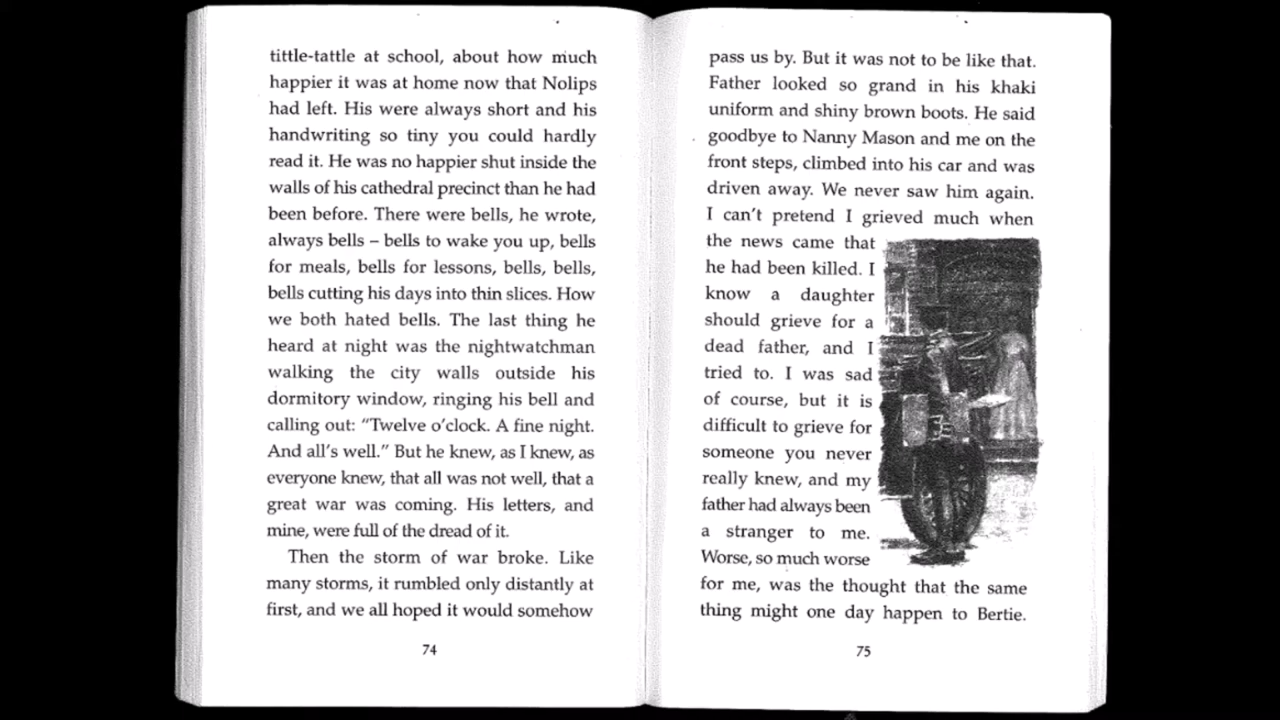 tittle-tattle at school, about how much
happier it was at home now that Nolips
had left. His were always short and his
handwriting so tiny you could hardly
read it. He was no happier shut inside the
walls of his cathedral precinct than he had
been before. There were bells, he wrote,
always bells – bells to wake you up, bells
for meals, bells for lessons, bells, bells,
bells cutting his days into thin slices. How
we both hated bells. The last thing he
heard at night was the nightwatchman
walking the city walls outside his
dormitory window, ringing his bell and
calling out: “Twelve o’clock. A fine night.
And all’s well.” But he knew, as I knew, as
everyone knew, that all was not well, that a
great war was coming. His letters, and
mine, were full of the dread of it.
Then the storm of war broke. Like
many storms, it rumbled only distantly at
first, and we all hoped it would somehow
74
pass us by. But it was not to be like that.
Father looked so grand in his khaki
uniform and shiny brown boots. He said
goodbye to Nanny Mason and me on the
front steps, climbed into his car and was
driven away. We never saw him again.
I can’t pretend I grieved much when
the news came that
he had been killed. I
know a daughter
should grieve for a
dead father, and I
tried to. I was sad
of course, but it is
difficult to grieve for
someone you never
really knew, and my
father had always been
a stranger to me.
Worse, so much worse
for me, was the thought that the same
thing might one day happen to Bertie.
75